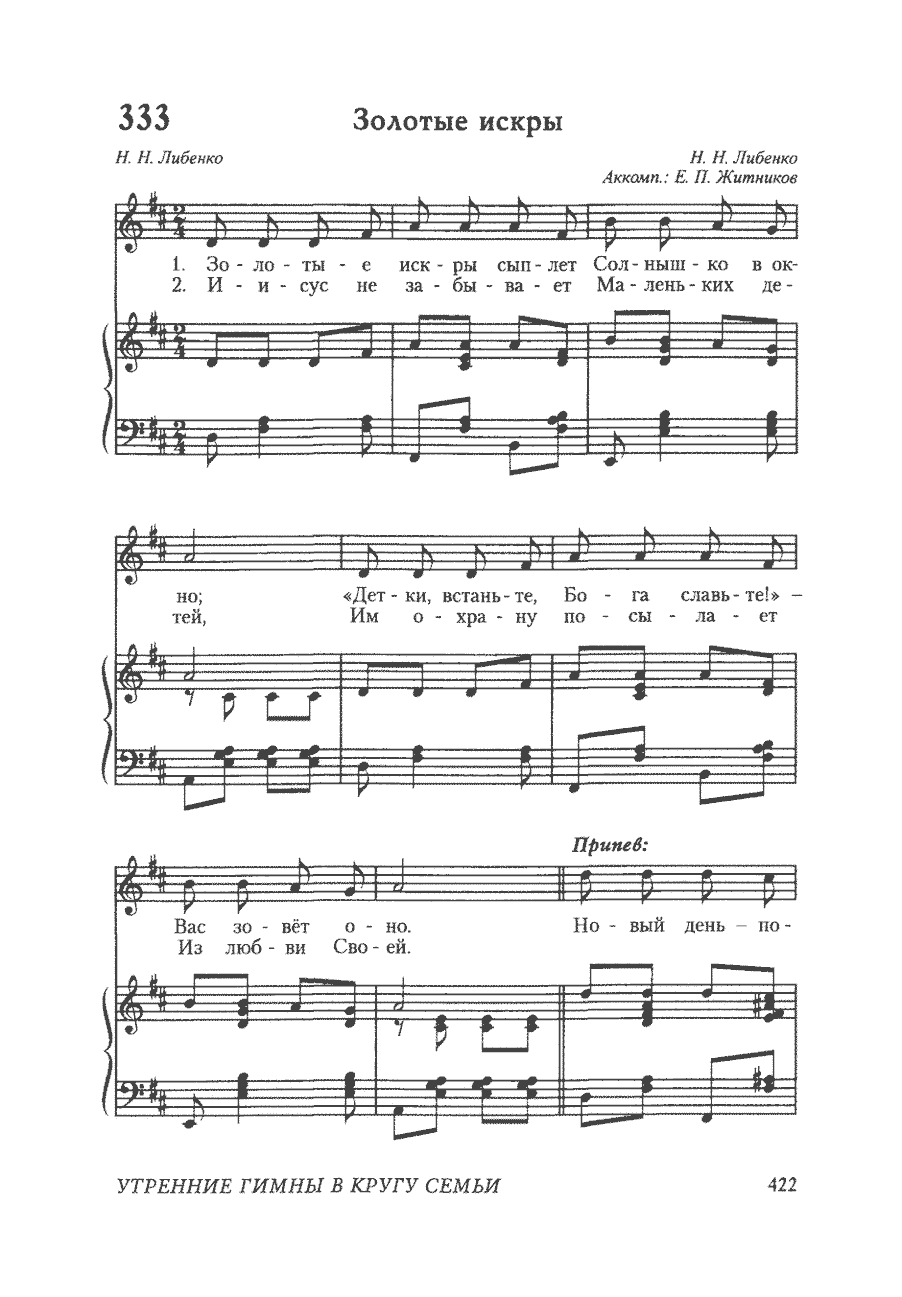 333 Золотые искры
Н. Н. Либенко Н. Н. Либенко
Аккомп.: Е. П. Житников
1. Зо - ло - ты - е иск - ры сып - лет Сол - ныш - ко в ок-
2. И - и - сус не за - бы - ва - ет Ма - лень - ких де -
но; «Дет - ки, встань - те, Бо - га славь - те!» –
тей, Им о - хра - ну по - сы - ла - ет
Припев:
Вас зо - вёт о - но. Но - вый день – по -
Из люб - ви Сво - ей.
УТРЕННИЕ ГИМНЫ В КРУГУ СЕМЬИ 422